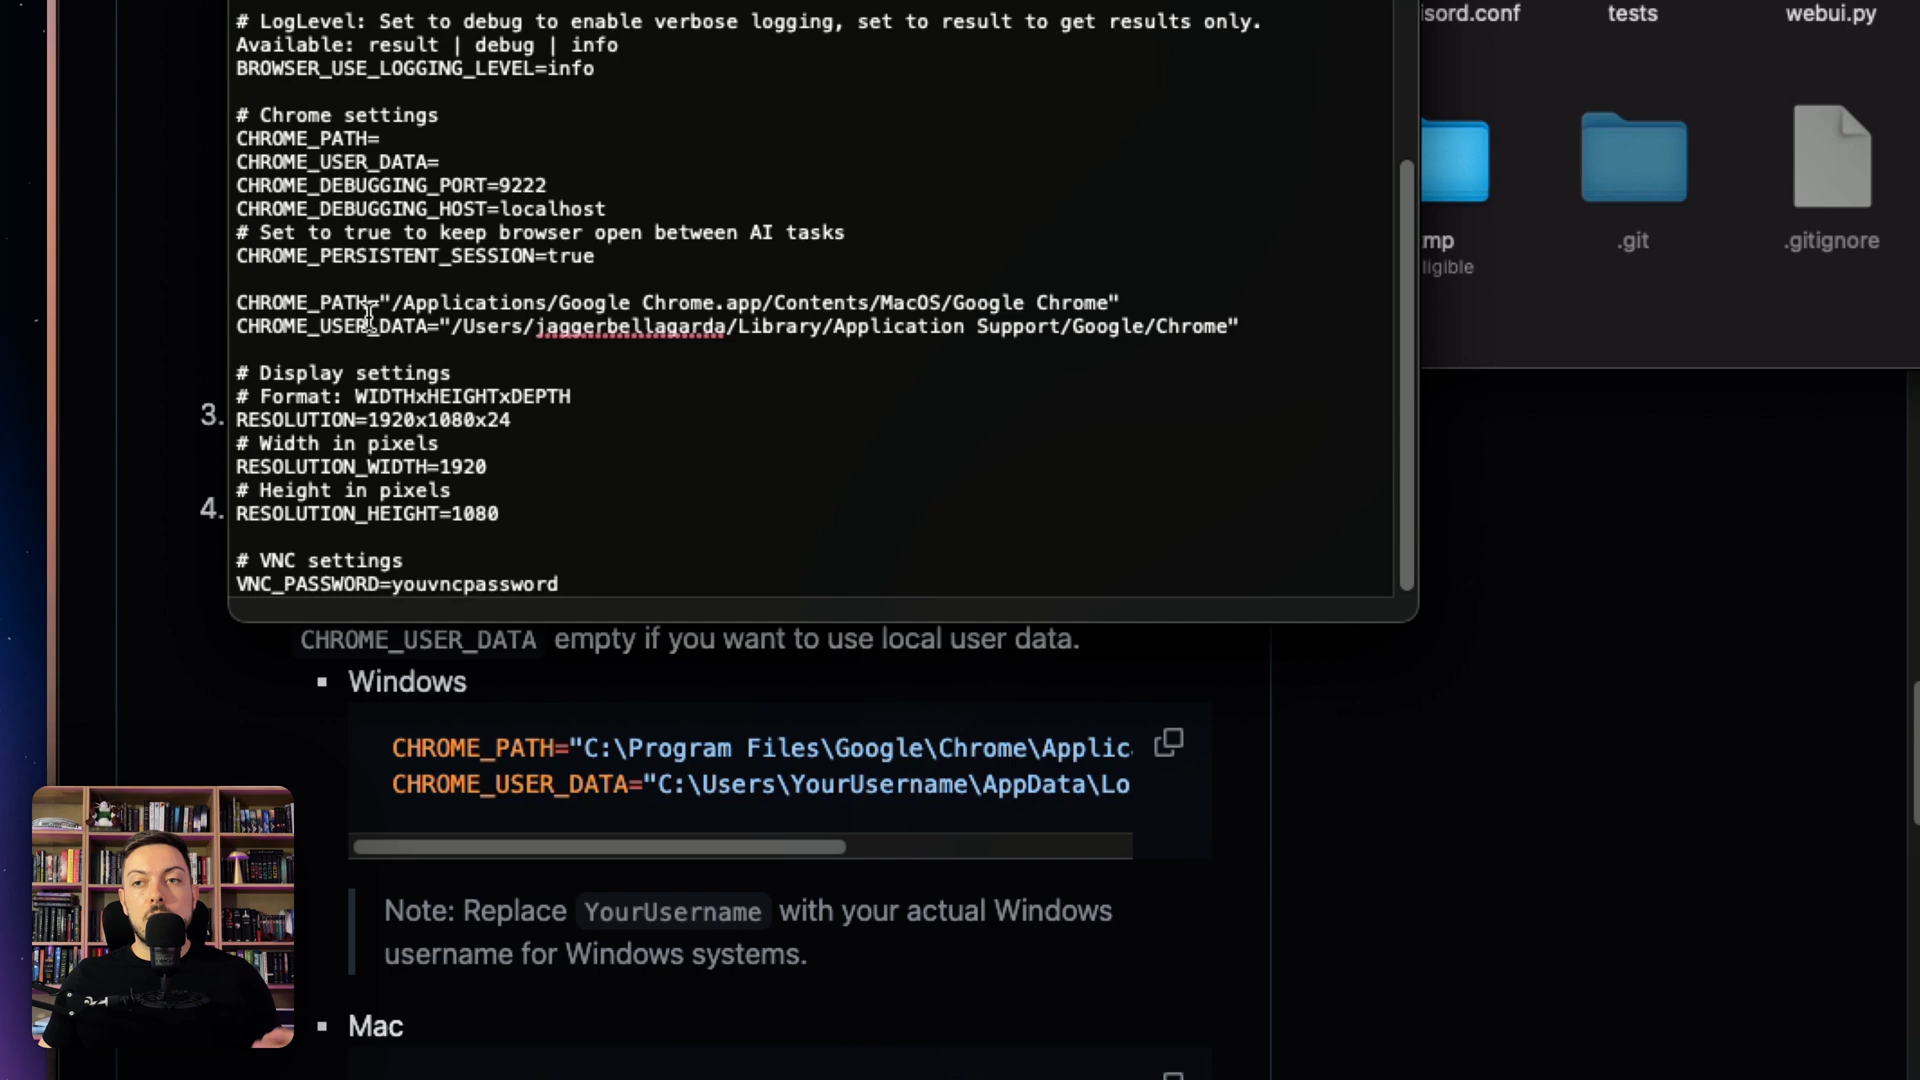 # LogLevel: Set to debug to enable verbose logging, set to result to get results only.
Available: result | debug | info
BROWSER_USE_LOGGING_LEVEL=info
# Chrome settings
CHROME_PATH=
CHROME_USER_DATA=
CHROME_DEBUGGING_PORT=9222
CHROME_DEBUGGING_HOST=localhost
# Set to true to keep browser open between AI tasks
CHROME_PERSISTENT_SESSION=true
CHROME_PATH="/Applications/Google Chrome.app/Contents/MacOS/Google Chrome"
CHROME_USER_DATA="/Users/jaggerbellagarda/Library/Application Support/Google/Chrome"
# Display settings
# Format: WIDTHxHEIGHTxDEPTH
RESOLUTION=1920x1080x24
# Width in pixels
RESOLUTION_WIDTH=1920
# Height in pixels
RESOLUTION_HEIGHT=1080
# VNC settings
VNC_PASSWORD=youvncpassword
3.
4.
isord.conf
tests
webui.py
mp
ligible
.git
.gitignore
CHROME_USER_DATA empty if you want to use local user data.
▪ Windows
CHROME_PATH="C:\Program Files\Google\Chrome\Applic
CHROME_USER_DATA="C:\Users\YourUsername\AppData\Lo
Note: Replace YourUsername with your actual Windows
username for Windows systems.
▪ Mac